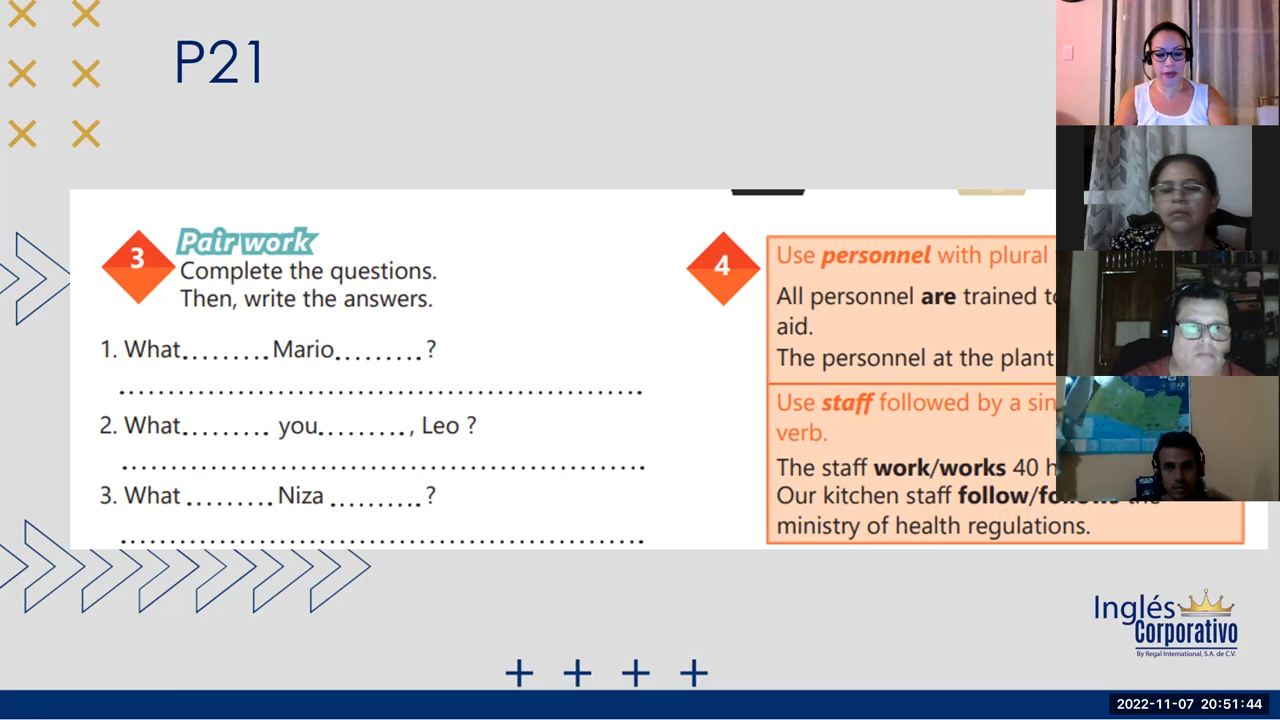 P21
3
Pair work
Complete the questions.
Then, write the answers.
1. What......... Mario.........?
2. What......... you........., Leo ?
3. What ......... Niza .........?
4
Use personnel with plural
All personnel are trained
aid.
The personnel at the plant
Use staff followed by a
verb.
The staff work/works 40
Our kitchen staff follow/
ministry of health regulations.
Inglés
Corporativo
By Regal International, S.A. de C.V.
2022-11-07 20:51:44